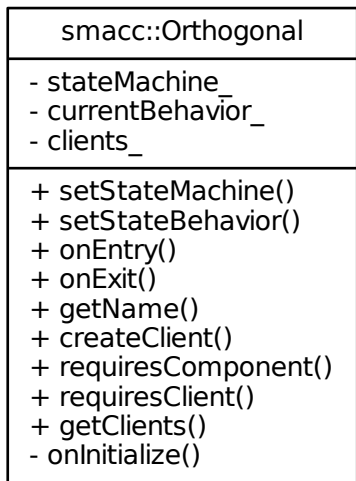 smacc::Orthogonal
- stateMachine_
- currentBehavior_
- clients_
+ setStateMachine()
+ setStateBehavior()
+ onEntry()
+ onExit()
+ getName()
+ createClient()
+ requiresComponent()
+ requiresClient()
+ getClients()
- onInitialize()